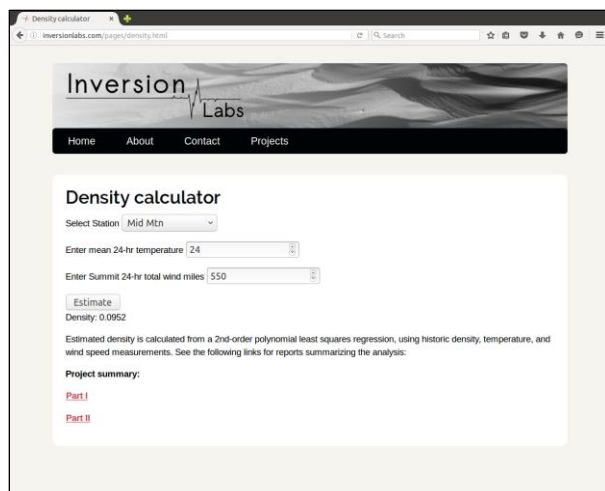 Density calculator
inversionlabs.com/pages/density.html
Search
Inversion
Labs
Home About Contact Projects
Density calculator
Select Station Mid Mtn
Enter mean 24-hr temperature 24
Enter Summit 24-hr total wind miles 550
Estimate
Density: 0.0952
Estimated density is calculated from a 2nd-order polynomial least squares regression, using historic density, temperature, and
wind speed measurements. See the following links for reports summarizing the analysis:
Project summary:
Part I
Part II